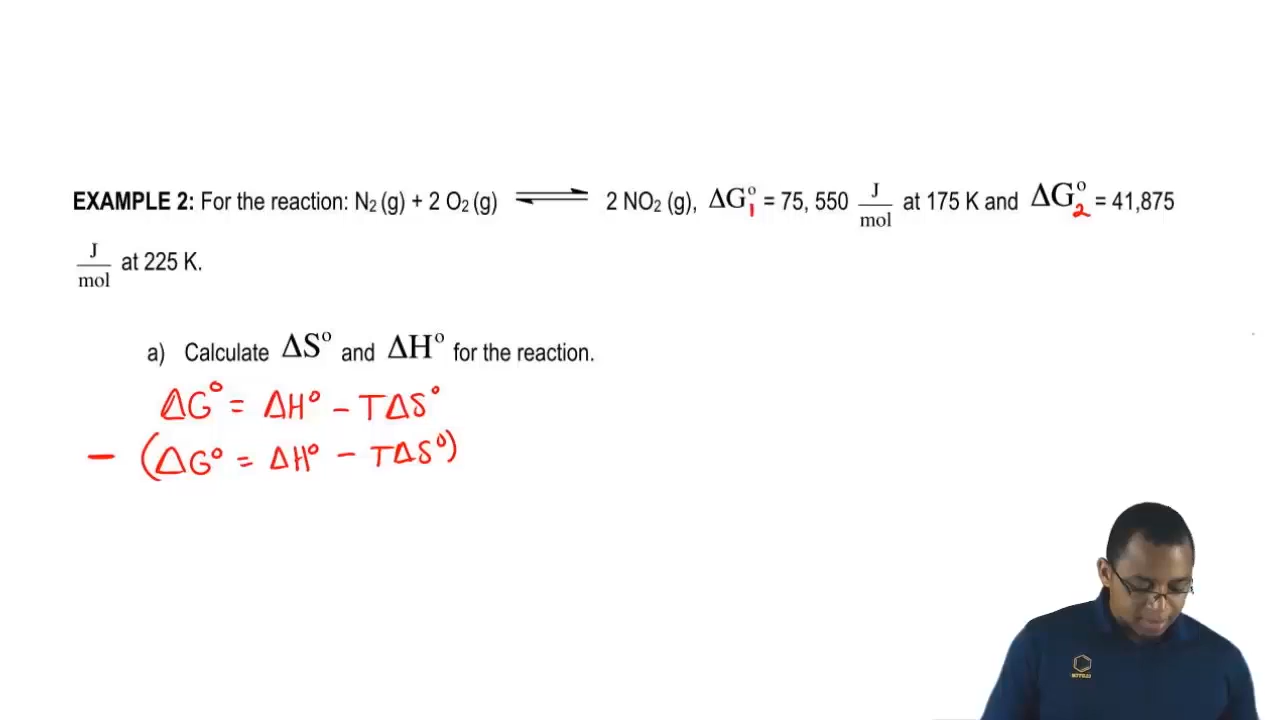 EXAMPLE 2: For the reaction: N₂ (g) + 2 O₂ (g) ⇌ 2 NO₂ (g), ΔG°₁ = 75, 550 J/mol at 175 K and ΔG°₂ = 41,875
J/mol at 225 K.
a) Calculate ΔS° and ΔH° for the reaction.
ΔG° = ΔH° − TΔS°
− (ΔG° = ΔH° − TΔS°)